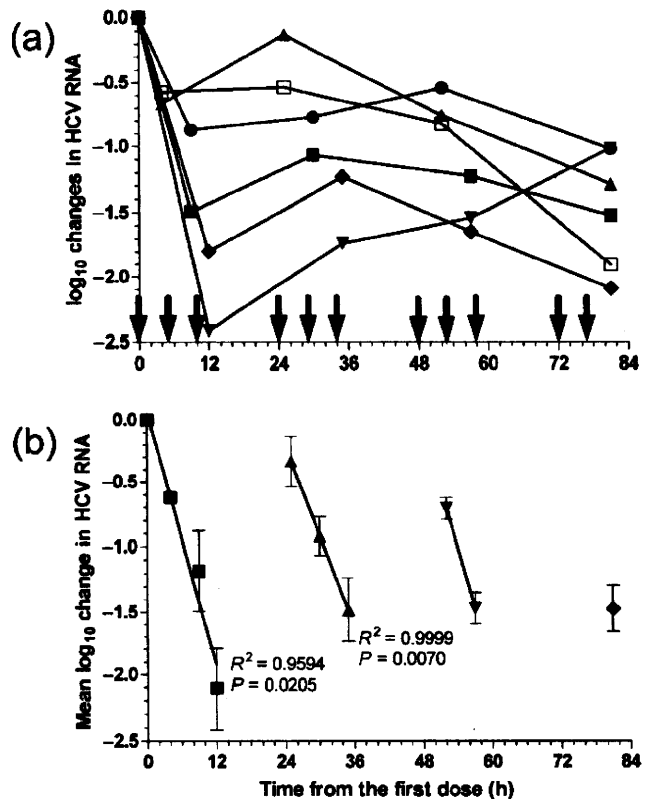 (a)
log₁₀ changes in HCV RNA
0.0
−0.5
−1.0
−1.5
−2.0
−2.5
0 12 24 36 48 60 72 84
(b)
Mean log₁₀ change in HCV RNA
0.0
−0.5
−1.0
−1.5
−2.0
−2.5
R² = 0.9594
P = 0.0205
R² = 0.9999
P = 0.0070
0 12 24 36 48 60 72 84
Time from the first dose (h)